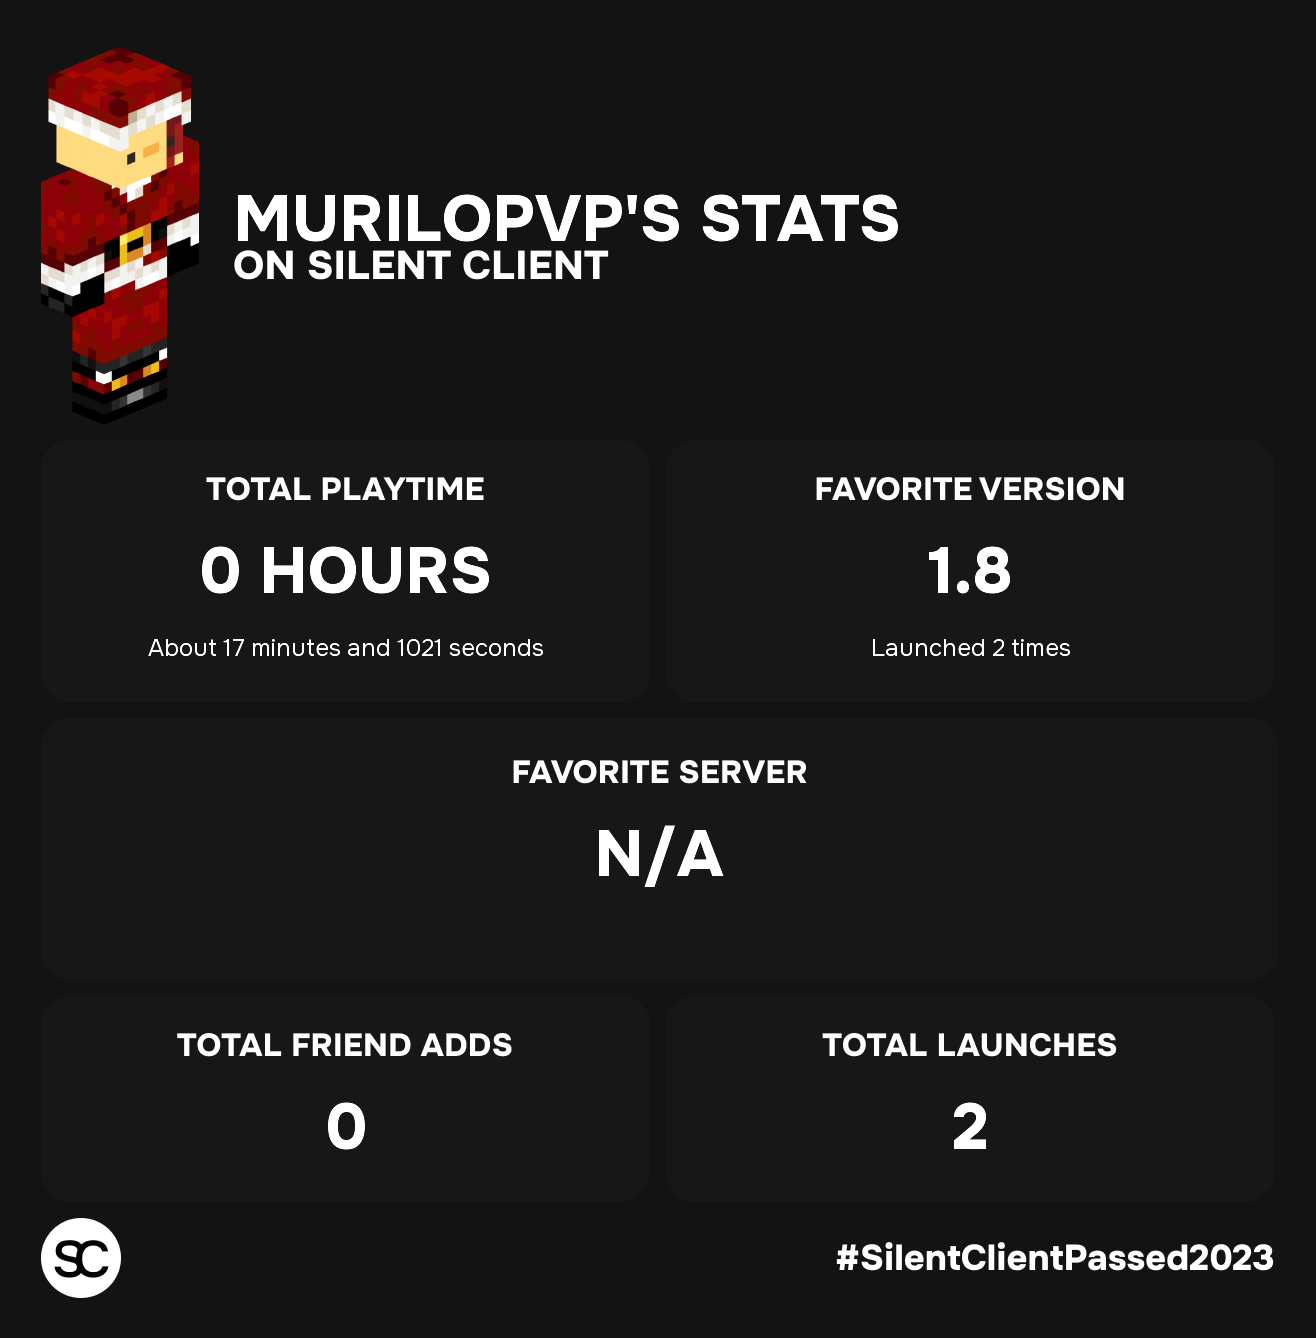 MURILOPVP'S STATS
ON SILENT CLIENT
TOTAL PLAYTIME
0 HOURS
About 17 minutes and 1021 seconds
FAVORITE VERSION
1.8
Launched 2 times
FAVORITE SERVER
N/A
TOTAL FRIEND ADDS
0
TOTAL LAUNCHES
2
SC
#SilentClientPassed2023